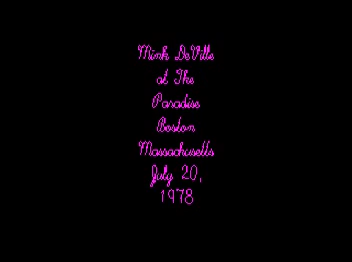 Mink DeVille
at The
Paradise
Boston
Massachusetts
July 20,
1978